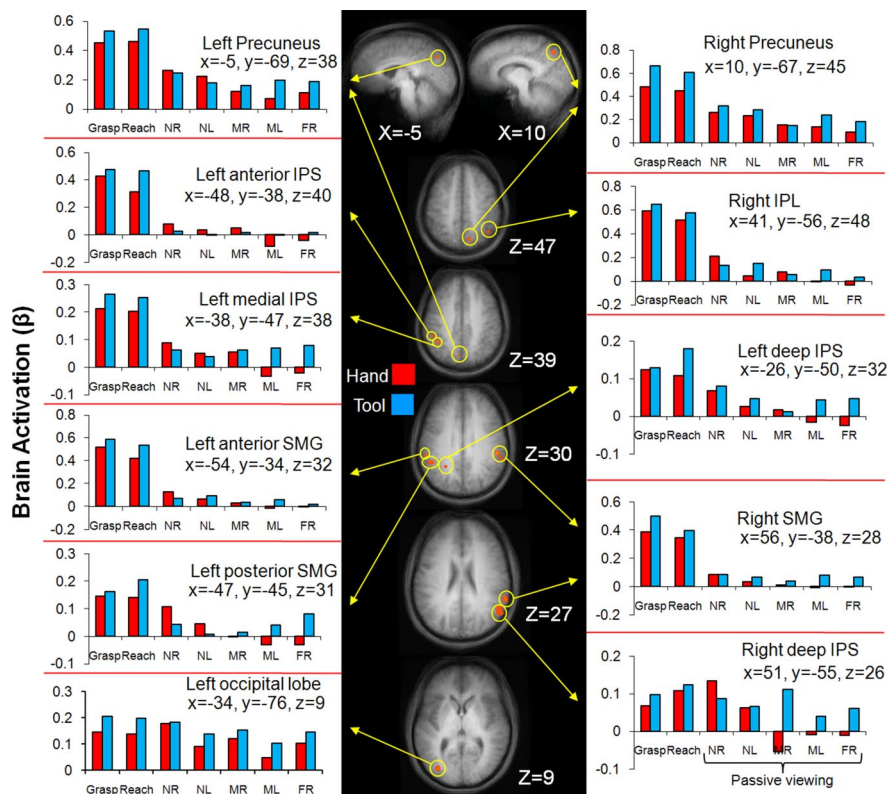 Brain Activation (β)
Left Precuneus
x=-5, y=-69, z=38
0.6
0.4
0.2
0
Grasp Reach NR NL MR ML FR
Left anterior IPS
x=-48, y=-38, z=40
0.6
0.4
0.2
0
-0.2
Grasp Reach NR NL MR ML FR
Left medial IPS
x=-38, y=-47, z=38
0.3
0.2
0.1
0
-0.1
Grasp Reach NR NL MR ML FR
Left anterior SMG
x=-54, y=-34, z=32
0.8
0.6
0.4
0.2
0
-0.2
Grasp Reach NR NL MR ML FR
Left posterior SMG
x=-47, y=-45, z=31
0.3
0.2
0.1
0
-0.1
Grasp Reach NR NL MR ML FR
Left occipital lobe
x=-34, y=-76, z=9
0.3
0.2
0.1
0
Grasp Reach NR NL MR ML FR
X=-5 X=10
Z=47
Z=39
Hand
Tool
Z=30
Z=27
Z=9
Right Precuneus
x=10, y=-67, z=45
0.8
0.6
0.4
0.2
0
Grasp Reach NR NL MR ML FR
Right IPL
x=41, y=-56, z=48
0.8
0.6
0.4
0.2
0
-0.2
Grasp Reach NR NL MR ML FR
Left deep IPS
x=-26, y=-50, z=32
0.2
0.1
0
-0.1
Grasp Reach NR NL MR ML FR
Right SMG
x=56, y=-38, z=28
0.8
0.6
0.4
0.2
0
-0.2
Grasp Reach NR NL MR ML FR
Right deep IPS
x=51, y=-55, z=26
0.2
0.1
0
-0.1
Grasp Reach NR NL MR ML FR
Passive viewing